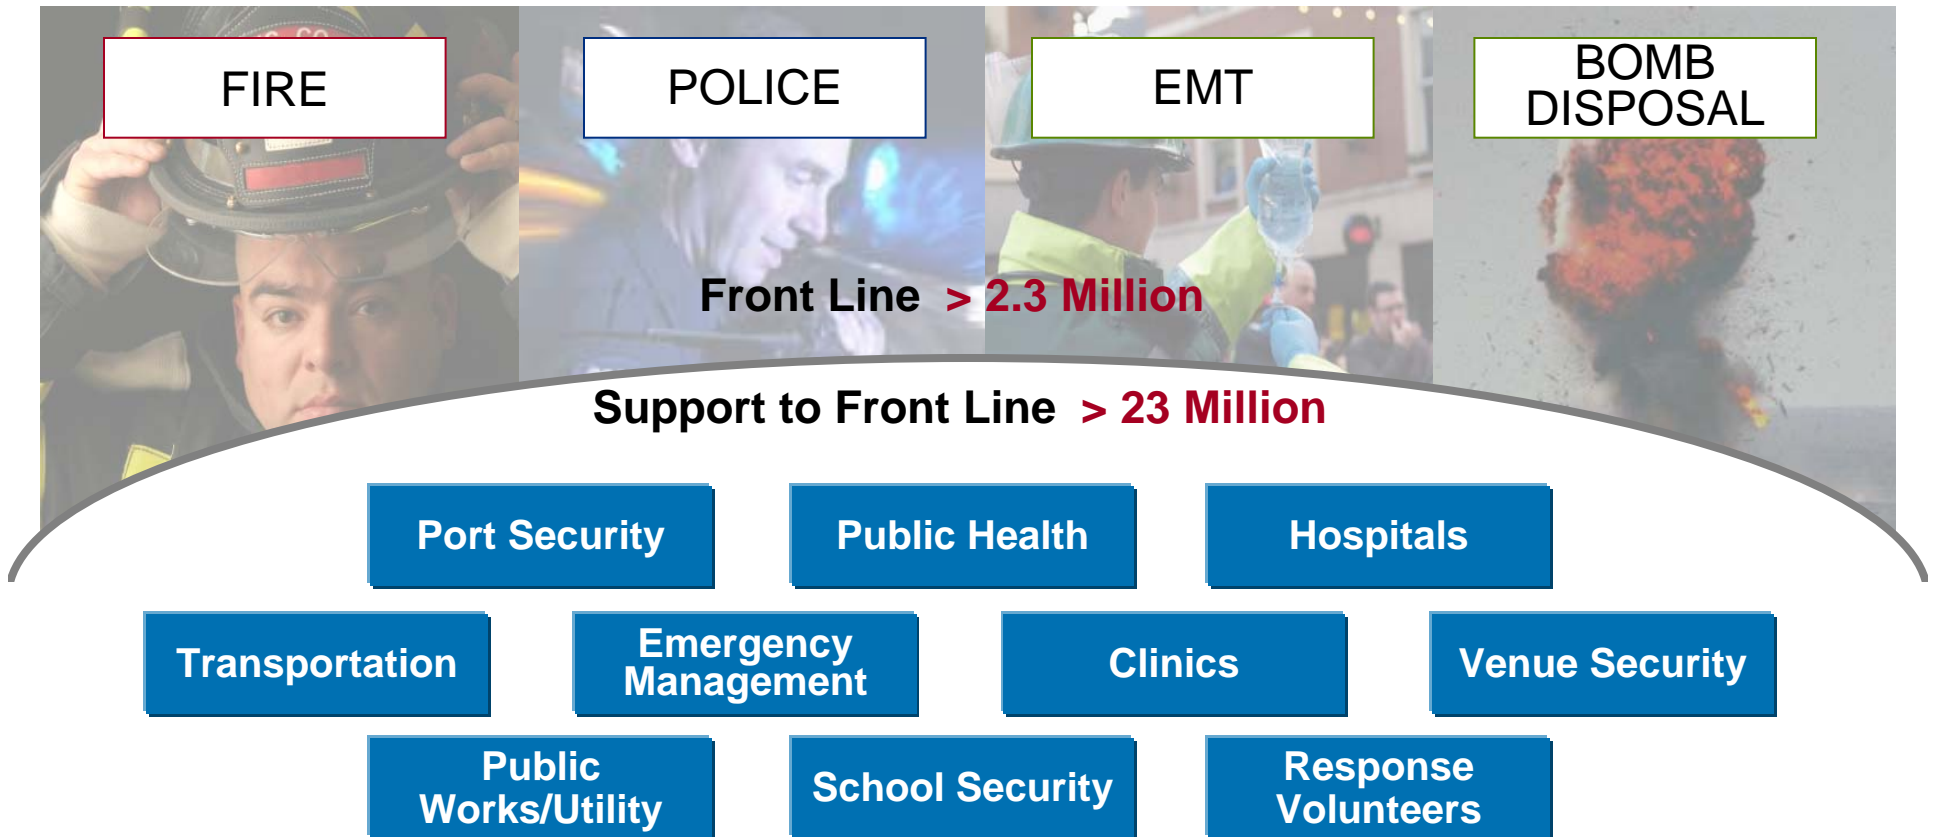 FIRE
POLICE
EMT
BOMB
DISPOSAL
Front Line > 2.3 Million
Support to Front Line > 23 Million
Port Security
Public Health
Hospitals
Transportation
Emergency
Management
Clinics
Venue Security
Public
Works/Utility
School Security
Response
Volunteers